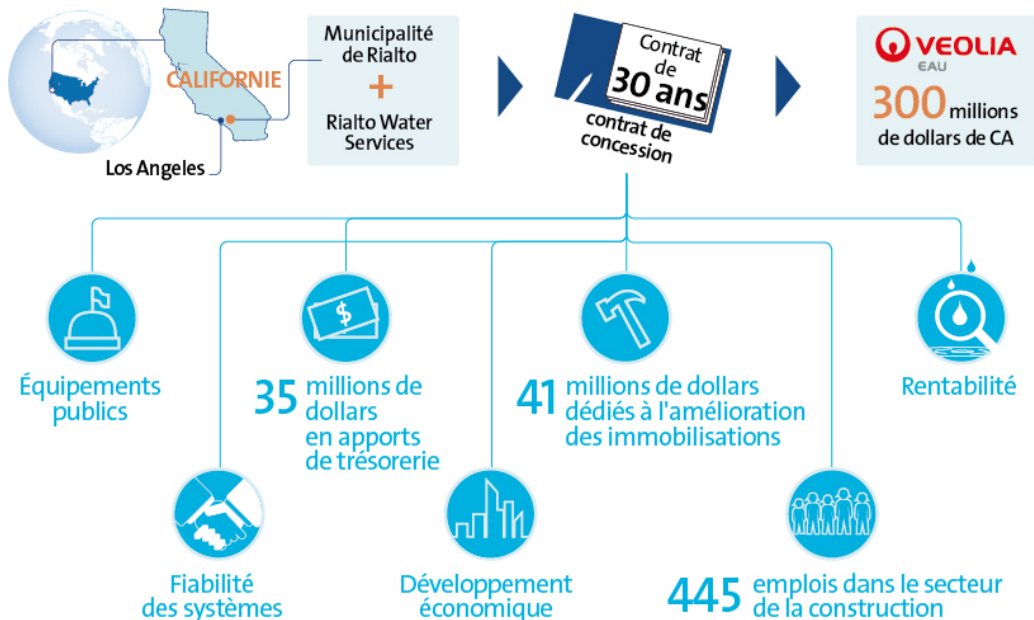 CALIFORNIE
Los Angeles
Municipalité
de Rialto
+
Rialto Water
Services
Contrat
de
30 ans
contrat de
concession
VEOLIA
EAU
300 millions
de dollars de CA
Équipements
publics
$
35 millions de
dollars
en apports
de trésorerie
41 millions de dollars
dédiés à l'amélioration
des immobilisations
Rentabilité
Fiabilité
des systèmes
Développement
économique
445 emplois dans le secteur
de la construction